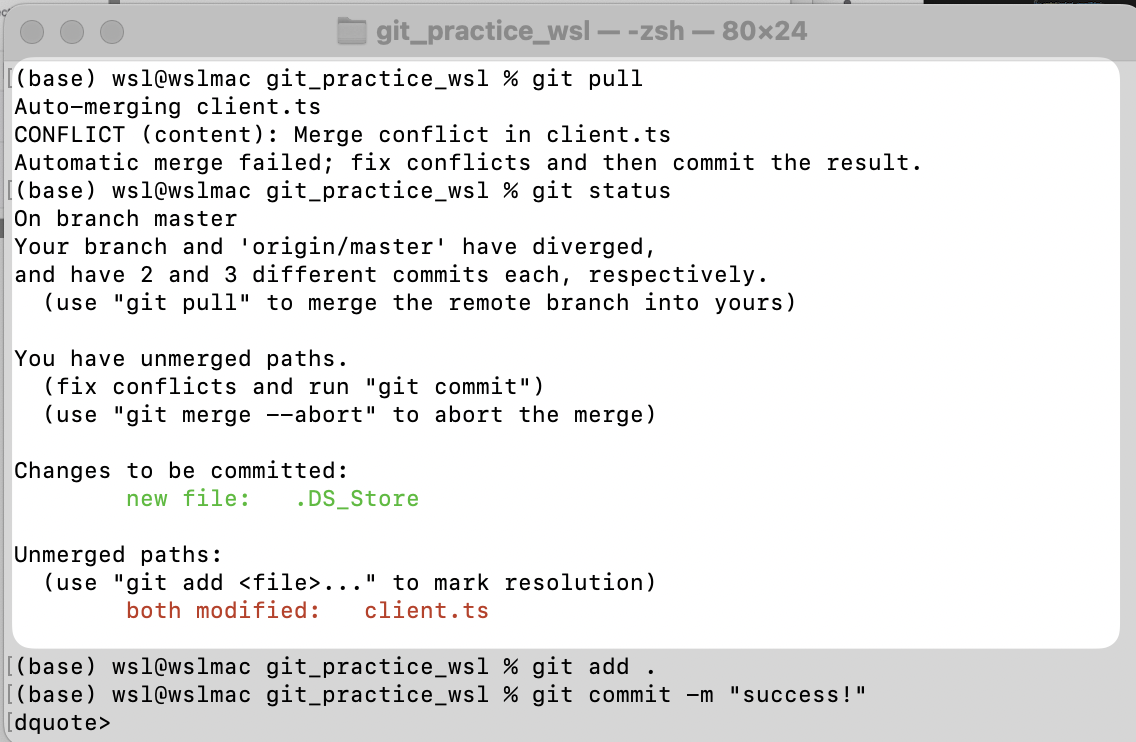 git_practice_wsl — -zsh — 80×24
[(base) wsl@wslmac git_practice_wsl % git pull
Auto-merging client.ts
CONFLICT (content): Merge conflict in client.ts
Automatic merge failed; fix conflicts and then commit the result.
[(base) wsl@wslmac git_practice_wsl % git status
On branch master
Your branch and 'origin/master' have diverged,
and have 2 and 3 different commits each, respectively.
  (use "git pull" to merge the remote branch into yours)

You have unmerged paths.
  (fix conflicts and run "git commit")
  (use "git merge --abort" to abort the merge)

Changes to be committed:
        new file:   .DS_Store

Unmerged paths:
  (use "git add <file>..." to mark resolution)
        both modified:   client.ts

[(base) wsl@wslmac git_practice_wsl % git add .
[(base) wsl@wslmac git_practice_wsl % git commit -m "success!"
[dquote>